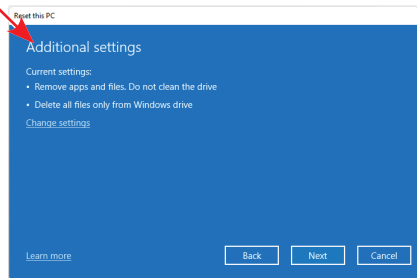 Reset this PC
Additional settings
Current settings:
• Remove apps and files. Do not clean the drive
• Delete all files only from Windows drive
Change settings
Learn more
Back
Next
Cancel